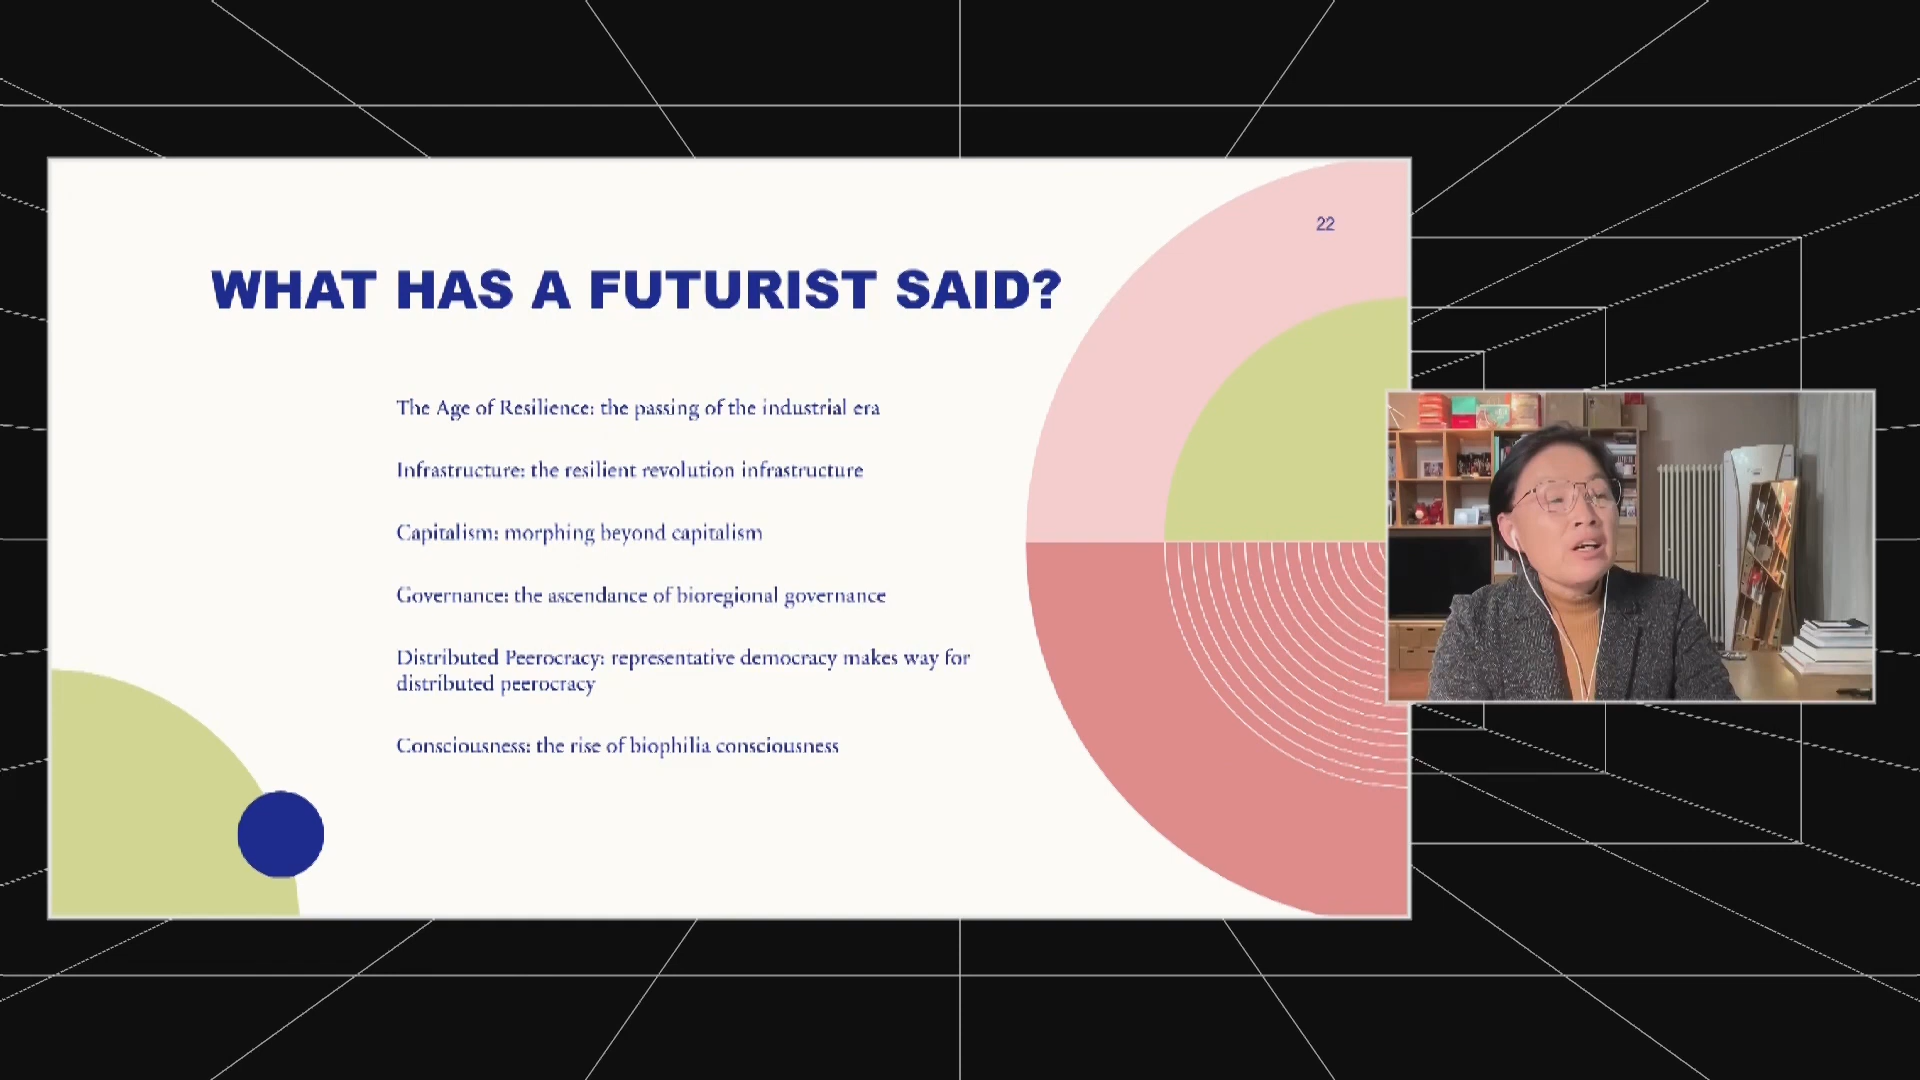 22
WHAT HAS A FUTURIST SAID?
The Age of Resilience: the passing of the industrial era
Infrastructure: the resilient revolution infrastructure
Capitalism: morphing beyond capitalism
Governance: the ascendance of bioregional governance
Distributed Peerocracy: representative democracy makes way for
distributed peerocracy
Consciousness: the rise of biophilia consciousness